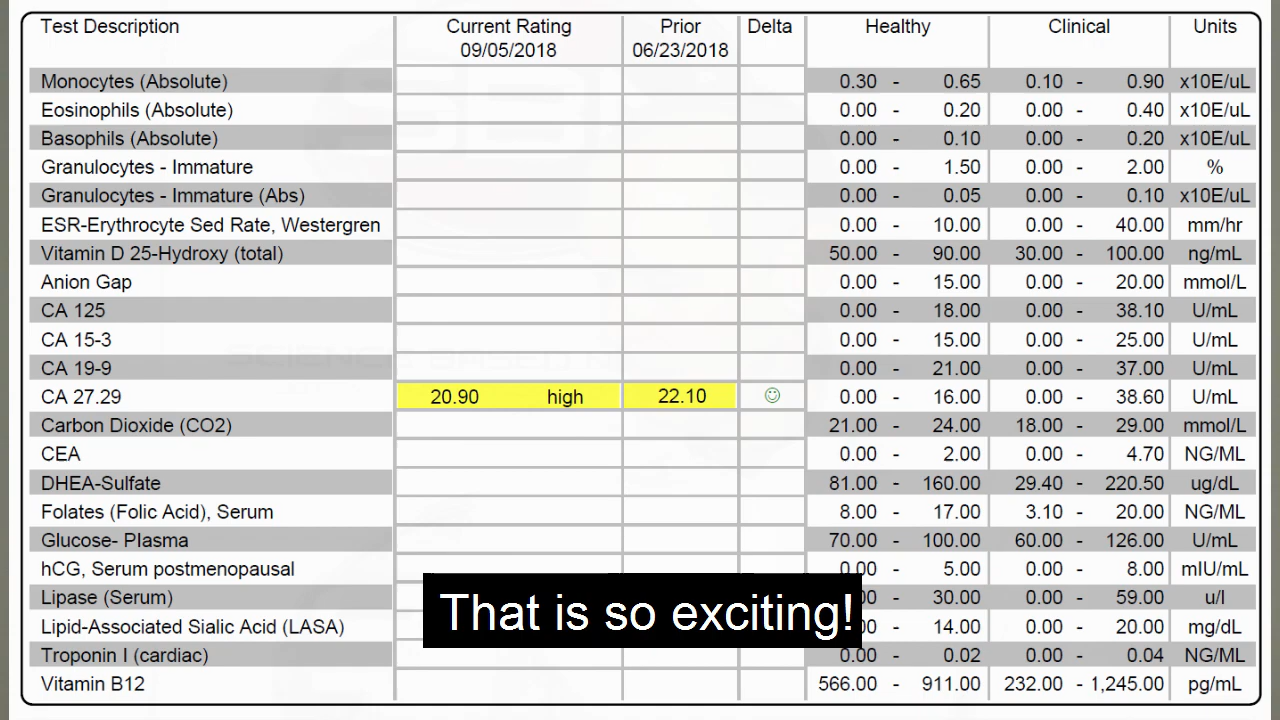 Test Description Current Rating Prior Delta Healthy Clinical Units
09/05/2018 06/23/2018
Monocytes (Absolute) 0.30 - 0.65 0.10 - 0.90 x10E/uL
Eosinophils (Absolute) 0.00 - 0.20 0.00 - 0.40 x10E/uL
Basophils (Absolute) 0.00 - 0.10 0.00 - 0.20 x10E/uL
Granulocytes - Immature 0.00 - 1.50 0.00 - 2.00 %
Granulocytes - Immature (Abs) 0.00 - 0.05 0.00 - 0.10 x10E/uL
ESR-Erythrocyte Sed Rate, Westergren 0.00 - 10.00 0.00 - 40.00 mm/hr
Vitamin D 25-Hydroxy (total) 50.00 - 90.00 30.00 - 100.00 ng/mL
Anion Gap 0.00 - 15.00 0.00 - 20.00 mmol/L
CA 125 0.00 - 18.00 0.00 - 38.10 U/mL
CA 15-3 0.00 - 15.00 0.00 - 25.00 U/mL
CA 19-9 0.00 - 21.00 0.00 - 37.00 U/mL
CA 27.29 20.90 high 22.10 0.00 - 16.00 0.00 - 38.60 U/mL
Carbon Dioxide (CO2) 21.00 - 24.00 18.00 - 29.00 mmol/L
CEA 0.00 - 2.00 0.00 - 4.70 NG/ML
DHEA-Sulfate 81.00 - 160.00 29.40 - 220.50 ug/dL
Folates (Folic Acid), Serum 8.00 - 17.00 3.10 - 20.00 NG/ML
Glucose- Plasma 70.00 - 100.00 60.00 - 126.00 U/mL
hCG, Serum postmenopausal 0.00 - 5.00 0.00 - 8.00 mIU/mL
Lipase (Serum) 30.00 0.00 - 59.00 u/l
That is so exciting!
Lipid-Associated Sialic Acid (LASA) 14.00 0.00 - 20.00 mg/dL
Troponin I (cardiac) 0.00 - 0.02 0.00 - 0.04 NG/ML
Vitamin B12 566.00 - 911.00 232.00 - 1,245.00 pg/mL
SCIENCE BASED N